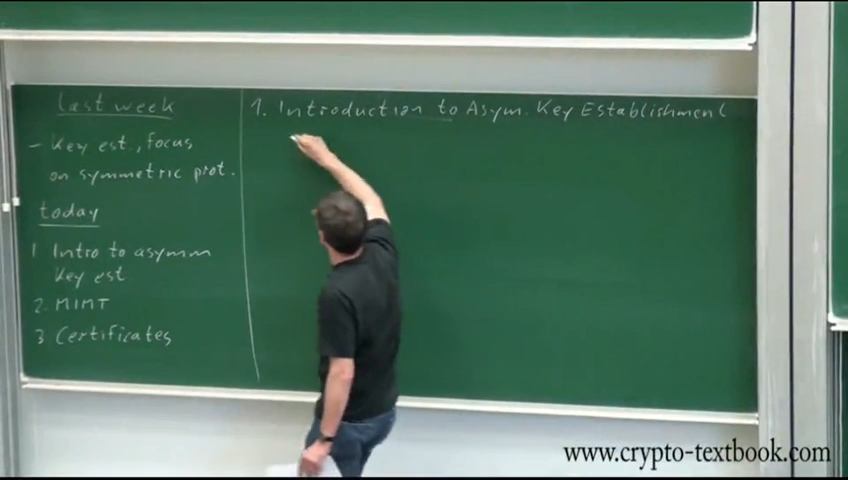 last week
- Key est., focus
on symmetric prot.
today
1 Intro to asymm
Key est
2. MIMT
3 Certificates
1. Introduction to Asym. Key Establishment
www.crypto-textbook.com